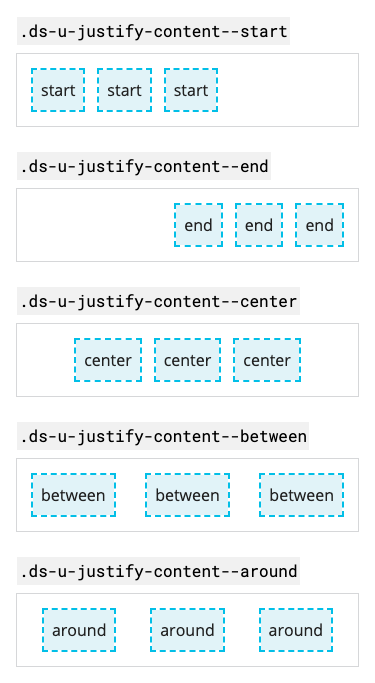 .ds-u-justify-content--start
start start start
.ds-u-justify-content--end
end end end
.ds-u-justify-content--center
center center center
.ds-u-justify-content--between
between between between
.ds-u-justify-content--around
around around around